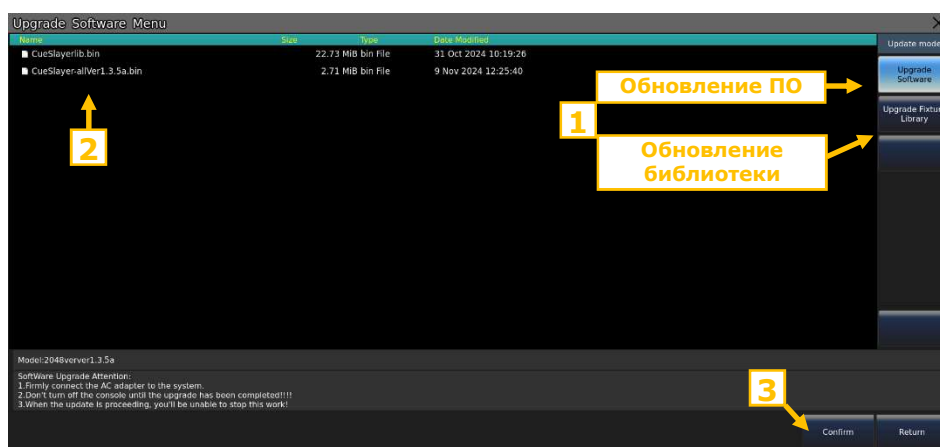 Upgrade Software Menu
Name Size Type Date Modified
Update mode
CueSlayerlib.bin 22.73 MiB bin File 31 Oct 2024 10:19:26
CueSlayer-allVer1.3.5a.bin 2.71 MiB bin File 9 Nov 2024 12:25:40
Upgrade
Software
Обновление ПО
1
Upgrade Fixtur
Library
2
Обновление
библиотеки
Model:2048verver1.3.5a
SoftWare Upgrade Attention:
1.Firmly connect the AC adapter to the system.
2.Don't turn off the console until the upgrade has been completed!!!!
3.When the update is proceeding, you'll be unable to stop this work!
3
Confirm Return